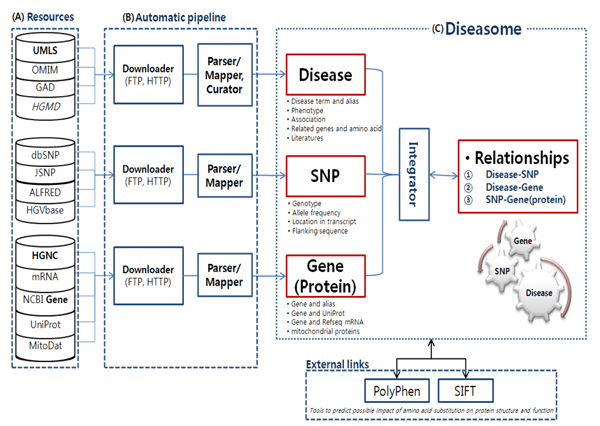 (A) Resources
UMLS
OMIM
GAD
HGMD
dbSNP
JSNP
ALFRED
HGVbase
HGNC
mRNA
NCBI Gene
UniProt
MitoDat
(B) Automatic pipeline
Downloader
(FTP, HTTP)
Parser/
Mapper,
Curator
Downloader
(FTP, HTTP)
Parser/
Mapper
Downloader
(FTP, HTTP)
Parser/
Mapper
(C) Diseasome
Disease
• Disease term and alias
• Phenotype
• Association
• Related genes and amino acid
• Literatures
SNP
• Genotype
• Allele frequency
• Location in transcript
• Flanking sequence
Gene
(Protein)
• Gene and alias
• Gene and UniProt
• Gene and Refseq mRNA
• mitochondrial proteins
Integrator
• Relationships
① Disease-SNP
② Disease-Gene
③ SNP-Gene(protein)
Gene
SNP
Disease
External links
PolyPhen
SIFT
Tools to predict possible impact of amino acid substitution on protein structure and function